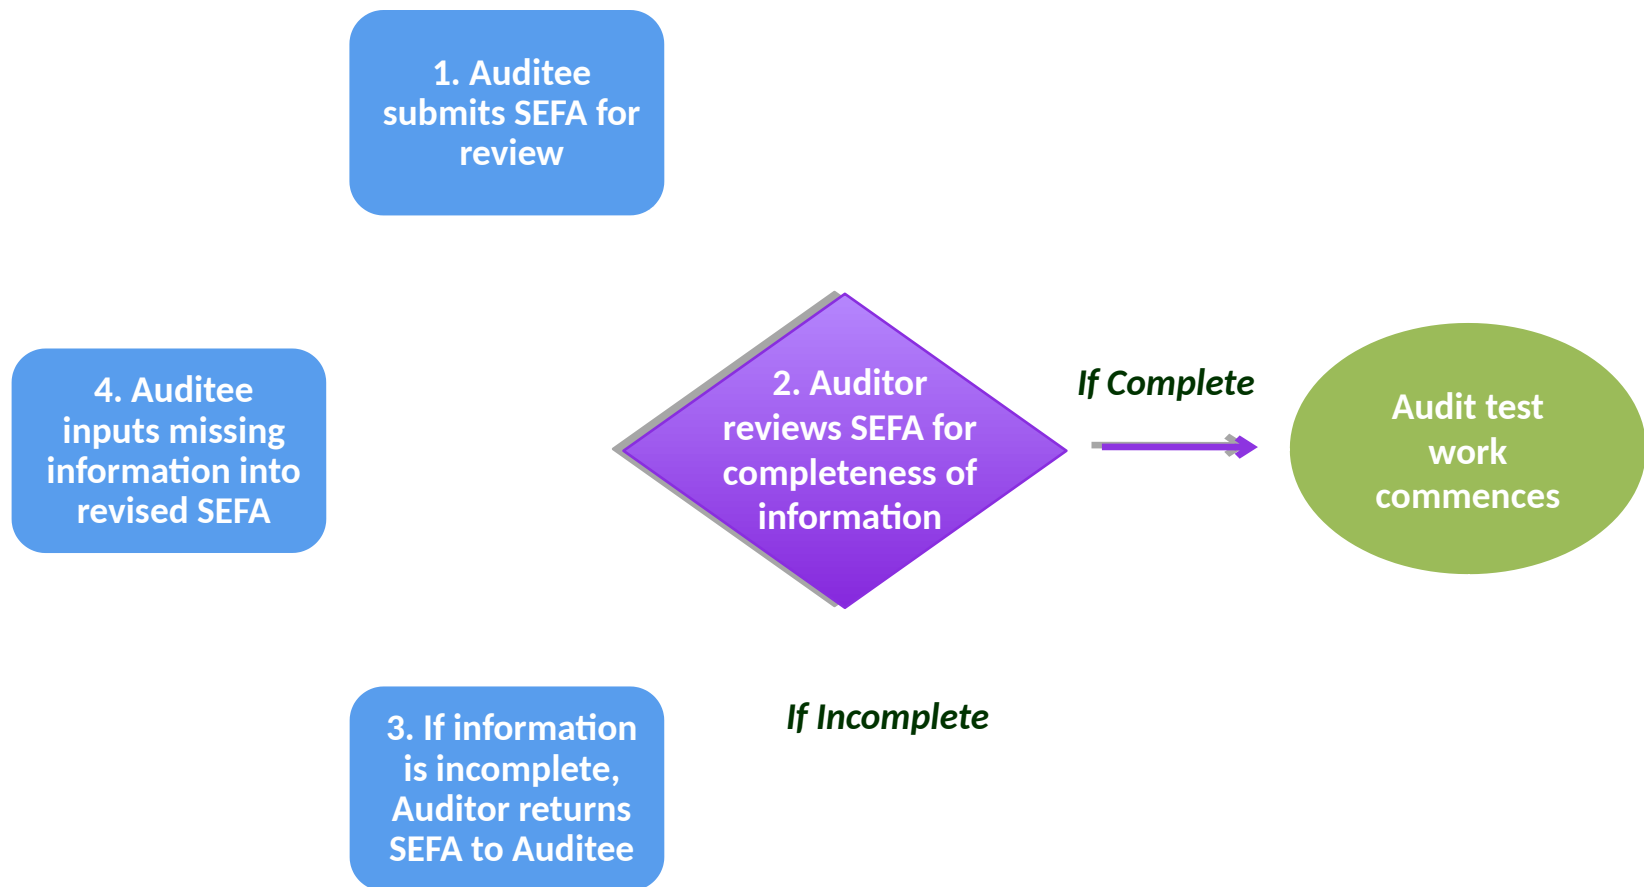 1. Auditee
submits SEFA for
review
2. Auditor
reviews SEFA for
completeness of
information
If Complete
Audit test
work
commences
If Incomplete
3. If information
is incomplete,
Auditor returns
SEFA to Auditee
4. Auditee
inputs missing
information into
revised SEFA